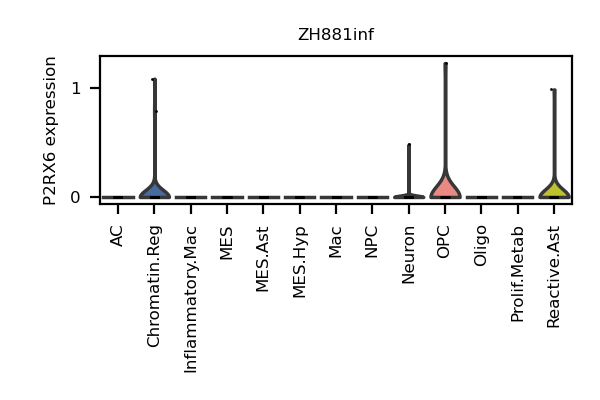 ZH881inf
P2RX6 expression
1
0
AC
Chromatin.Reg
Inflammatory.Mac
MES
MES.Ast
MES.Hyp
Mac
NPC
Neuron
OPC
Oligo
Prolif.Metab
Reactive.Ast